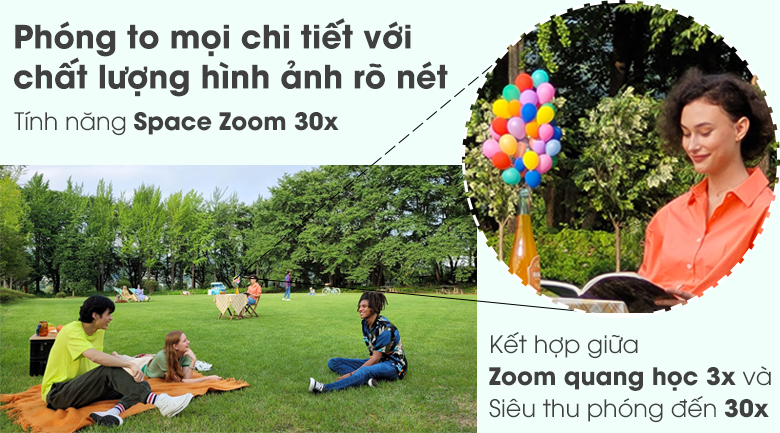 Phóng to mọi chi tiết với
chất lượng hình ảnh rõ nét
Tính năng Space Zoom 30x
Kết hợp giữa
Zoom quang học 3x và
Siêu thu phóng đến 30x